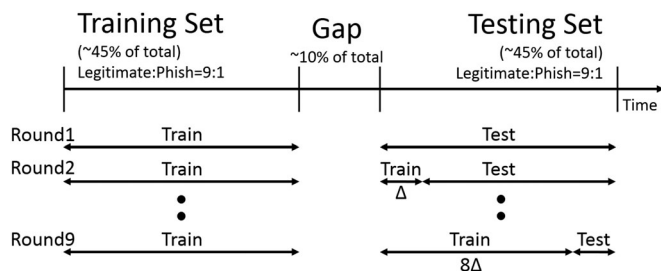 Training Set
(~45% of total)
Legitimate:Phish=9:1
Gap
~10% of total
Testing Set
(~45% of total)
Legitimate:Phish=9:1
Time
Round1 Train Test
Round2 Train Train Test
Δ
Round9 Train Train Test
8Δ